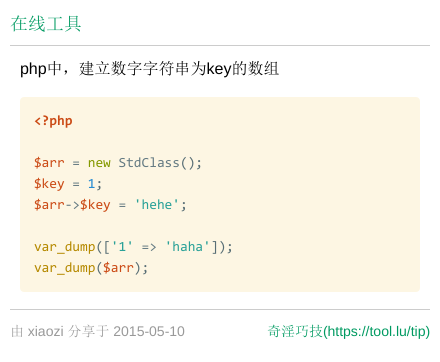 在线工具
php中，建立数字字符串为key的数组
<?php
$arr = new StdClass();
$key = 1;
$arr->$key = 'hehe';
var_dump(['1' => 'haha']);
var_dump($arr);
由 xiaozi 分享于 2015-05-10 奇淫巧技(https://tool.lu/tip)